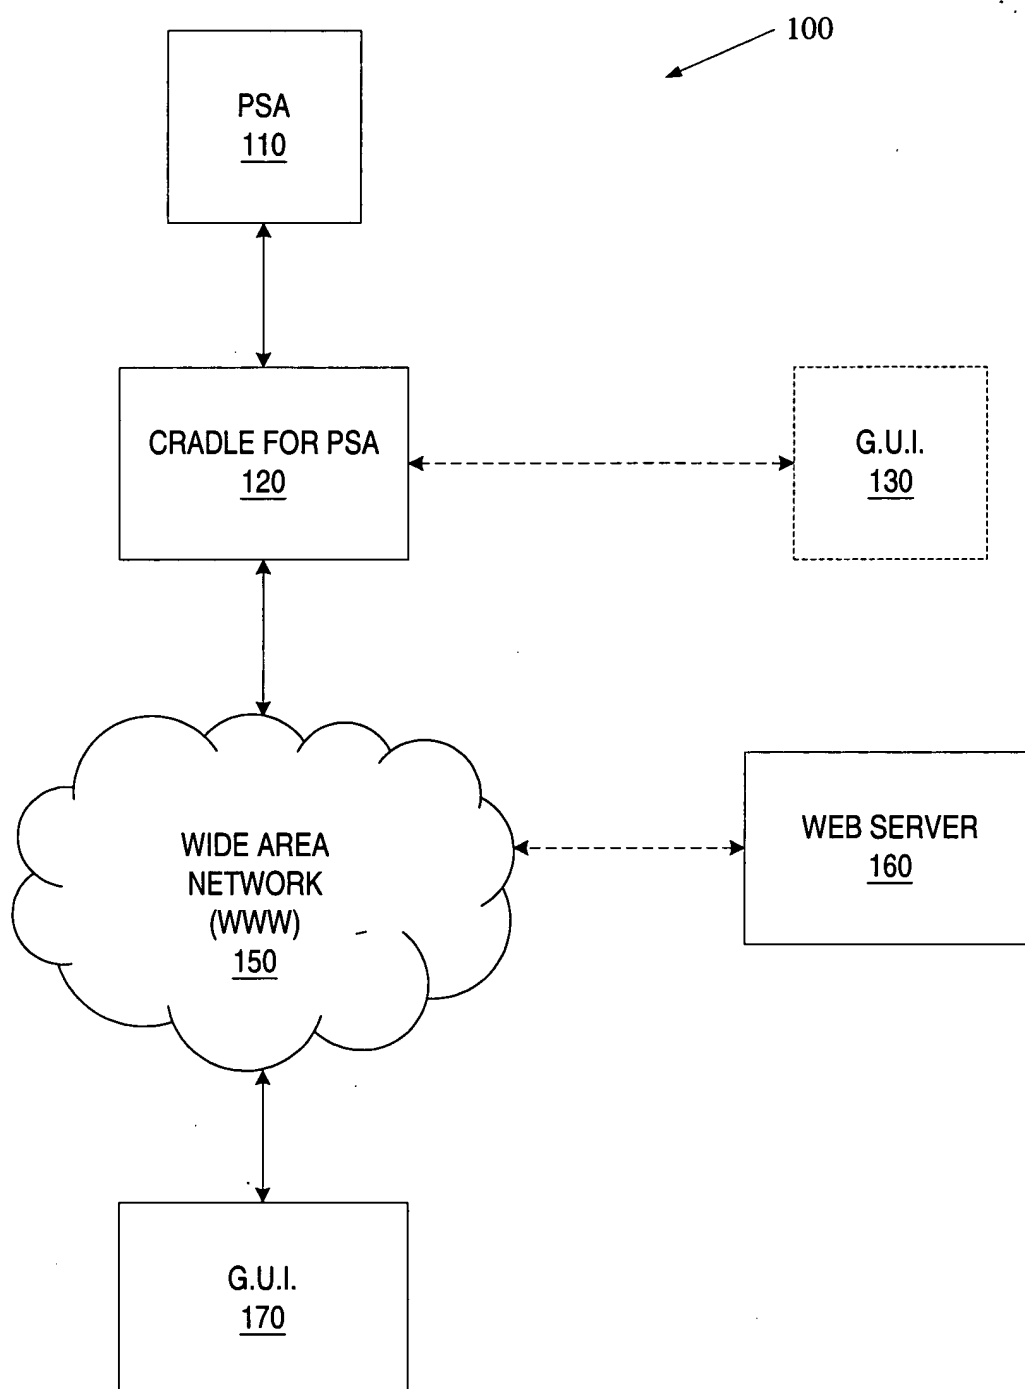 100
PSA
110
CRADLE FOR PSA
120
G.U.I.
130
WIDE AREA
NETWORK
(WWW)
150
WEB SERVER
160
G.U.I.
170